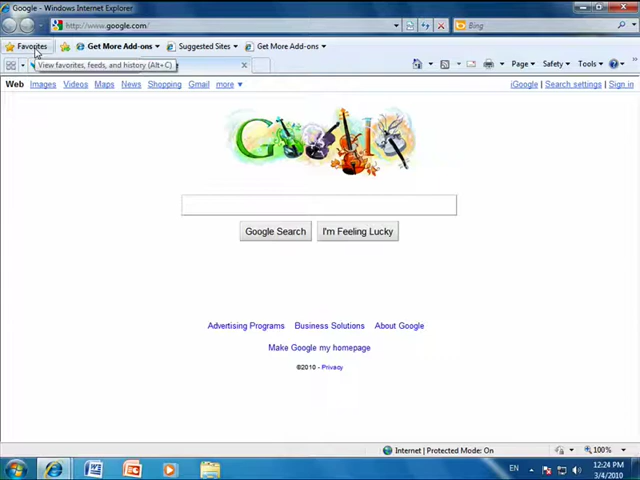 Google - Windows Internet Explorer
http://www.google.com/
Bing
Favorites
Get More Add-ons
Suggested Sites
Get More Add-ons
View favorites, feeds, and history (Alt+C)
Page
Safety
Tools
Web Images Videos Maps News Shopping Gmail more
iGoogle | Search settings | Sign in
Google Search
I'm Feeling Lucky
Advertising Programs
Business Solutions
About Google
Make Google my homepage
©2010 - Privacy
Internet | Protected Mode: On
100%
EN
12:24 PM
3/4/2010